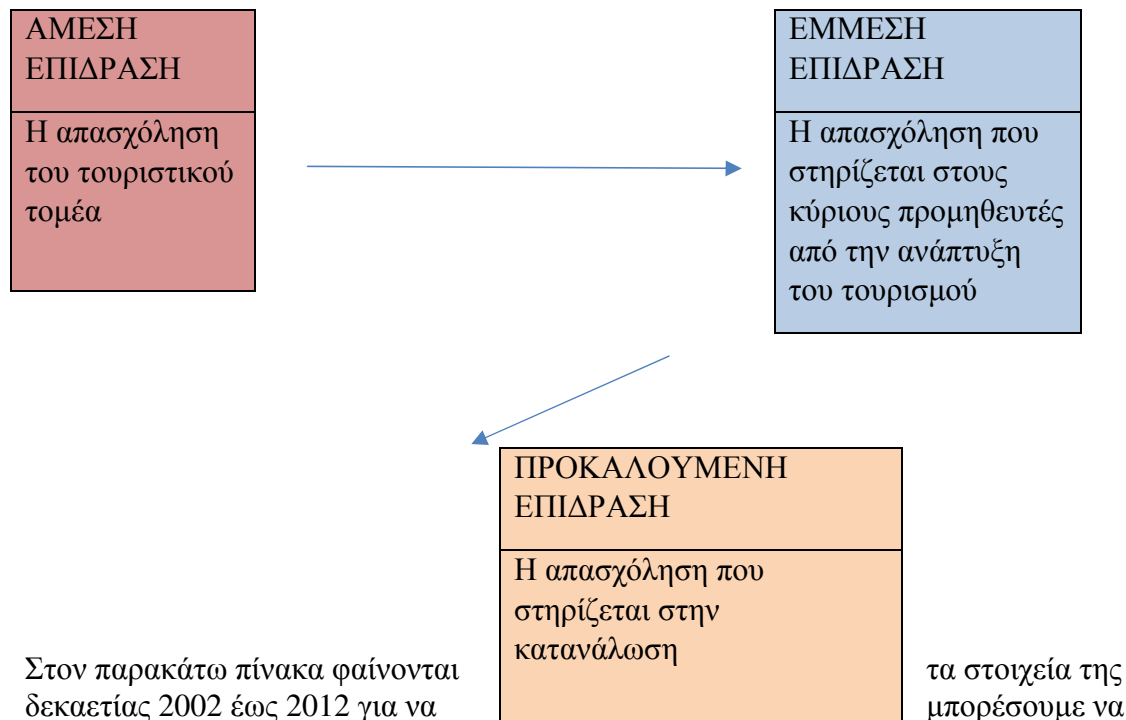 ΑΜΕΣΗ
ΕΠΙΔΡΑΣΗ
Η απασχόληση
του τουριστικού
τομέα
ΕΜΜΕΣΗ
ΕΠΙΔΡΑΣΗ
Η απασχόληση που
στηρίζεται στους
κύριους προμηθευτές
από την ανάπτυξη
του τουρισμού
ΠΡΟΚΑΛΟΥΜΕΝΗ
ΕΠΙΔΡΑΣΗ
Η απασχόληση που
στηρίζεται στην
κατανάλωση
Στον παρακάτω πίνακα φαίνονται τα στοιχεία της
δεκαετίας 2002 έως 2012 για να μπορέσουμε να